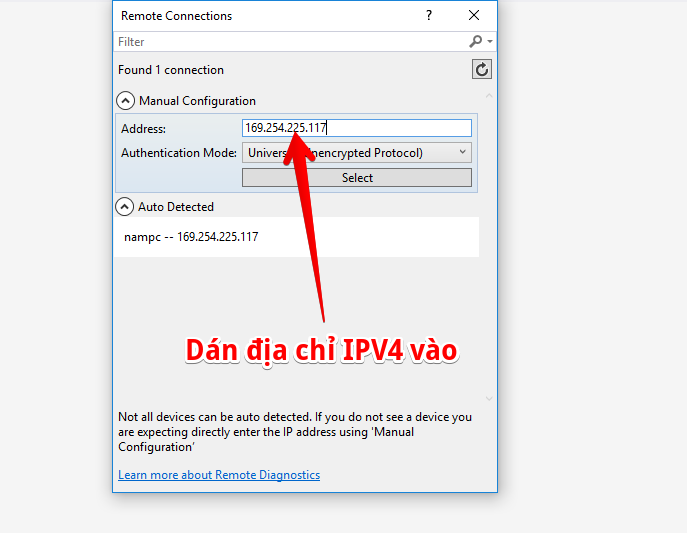 Remote Connections
?
Filter
Found 1 connection
Manual Configuration
Address:
169.254.225.117
Authentication Mode:
Univers
nencrypted Protocol)
Select
Auto Detected
nampc -- 169.254.225.117
Dán địa chỉ IPV4 vào
Not all devices can be auto detected. If you do not see a device you
are expecting directly enter the IP address using 'Manual
Configuration'
Learn more about Remote Diagnostics